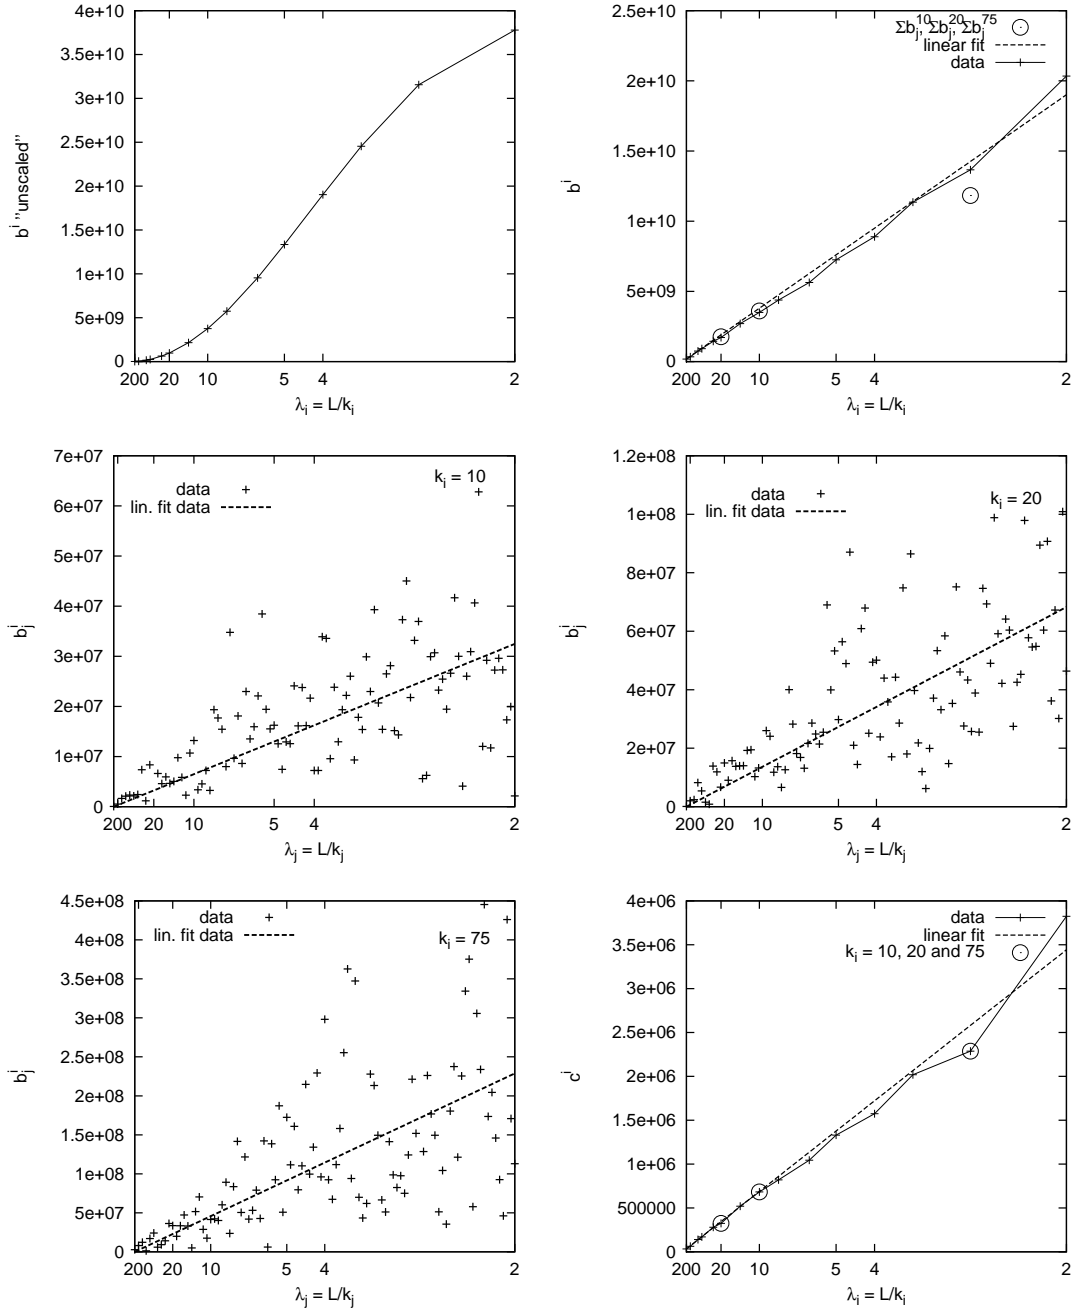 4e+10
3.5e+10
3e+10
2.5e+10
2e+10
1.5e+10
1e+10
5e+09
0
b^i "unscaled"
200 20 10 5 4 2
λ_i = L/k_i
2.5e+10
2e+10
1.5e+10
1e+10
5e+09
0
b^i
Σb_j^10, Σb_j^20, Σb_j^75
linear fit
data
200 20 10 5 4 2
λ_i = L/k_i
7e+07
6e+07
5e+07
4e+07
3e+07
2e+07
1e+07
0
b_j^i
k_i = 10
data
lin. fit data
200 20 10 5 4 2
λ_j = L/k_j
1.2e+08
1e+08
8e+07
6e+07
4e+07
2e+07
0
b_j^i
k_i = 20
data
lin. fit data
200 20 10 5 4 2
λ_j = L/k_j
4.5e+08
4e+08
3.5e+08
3e+08
2.5e+08
2e+08
1.5e+08
1e+08
5e+07
0
b_j^i
data
lin. fit data
k_i = 75
200 20 10 5 4 2
λ_j = L/k_j
4e+06
3.5e+06
3e+06
2.5e+06
2e+06
1.5e+06
1e+06
500000
0
c^i
data
linear fit
k_i = 10, 20 and 75
200 20 10 5 4 2
λ_i = L/k_i